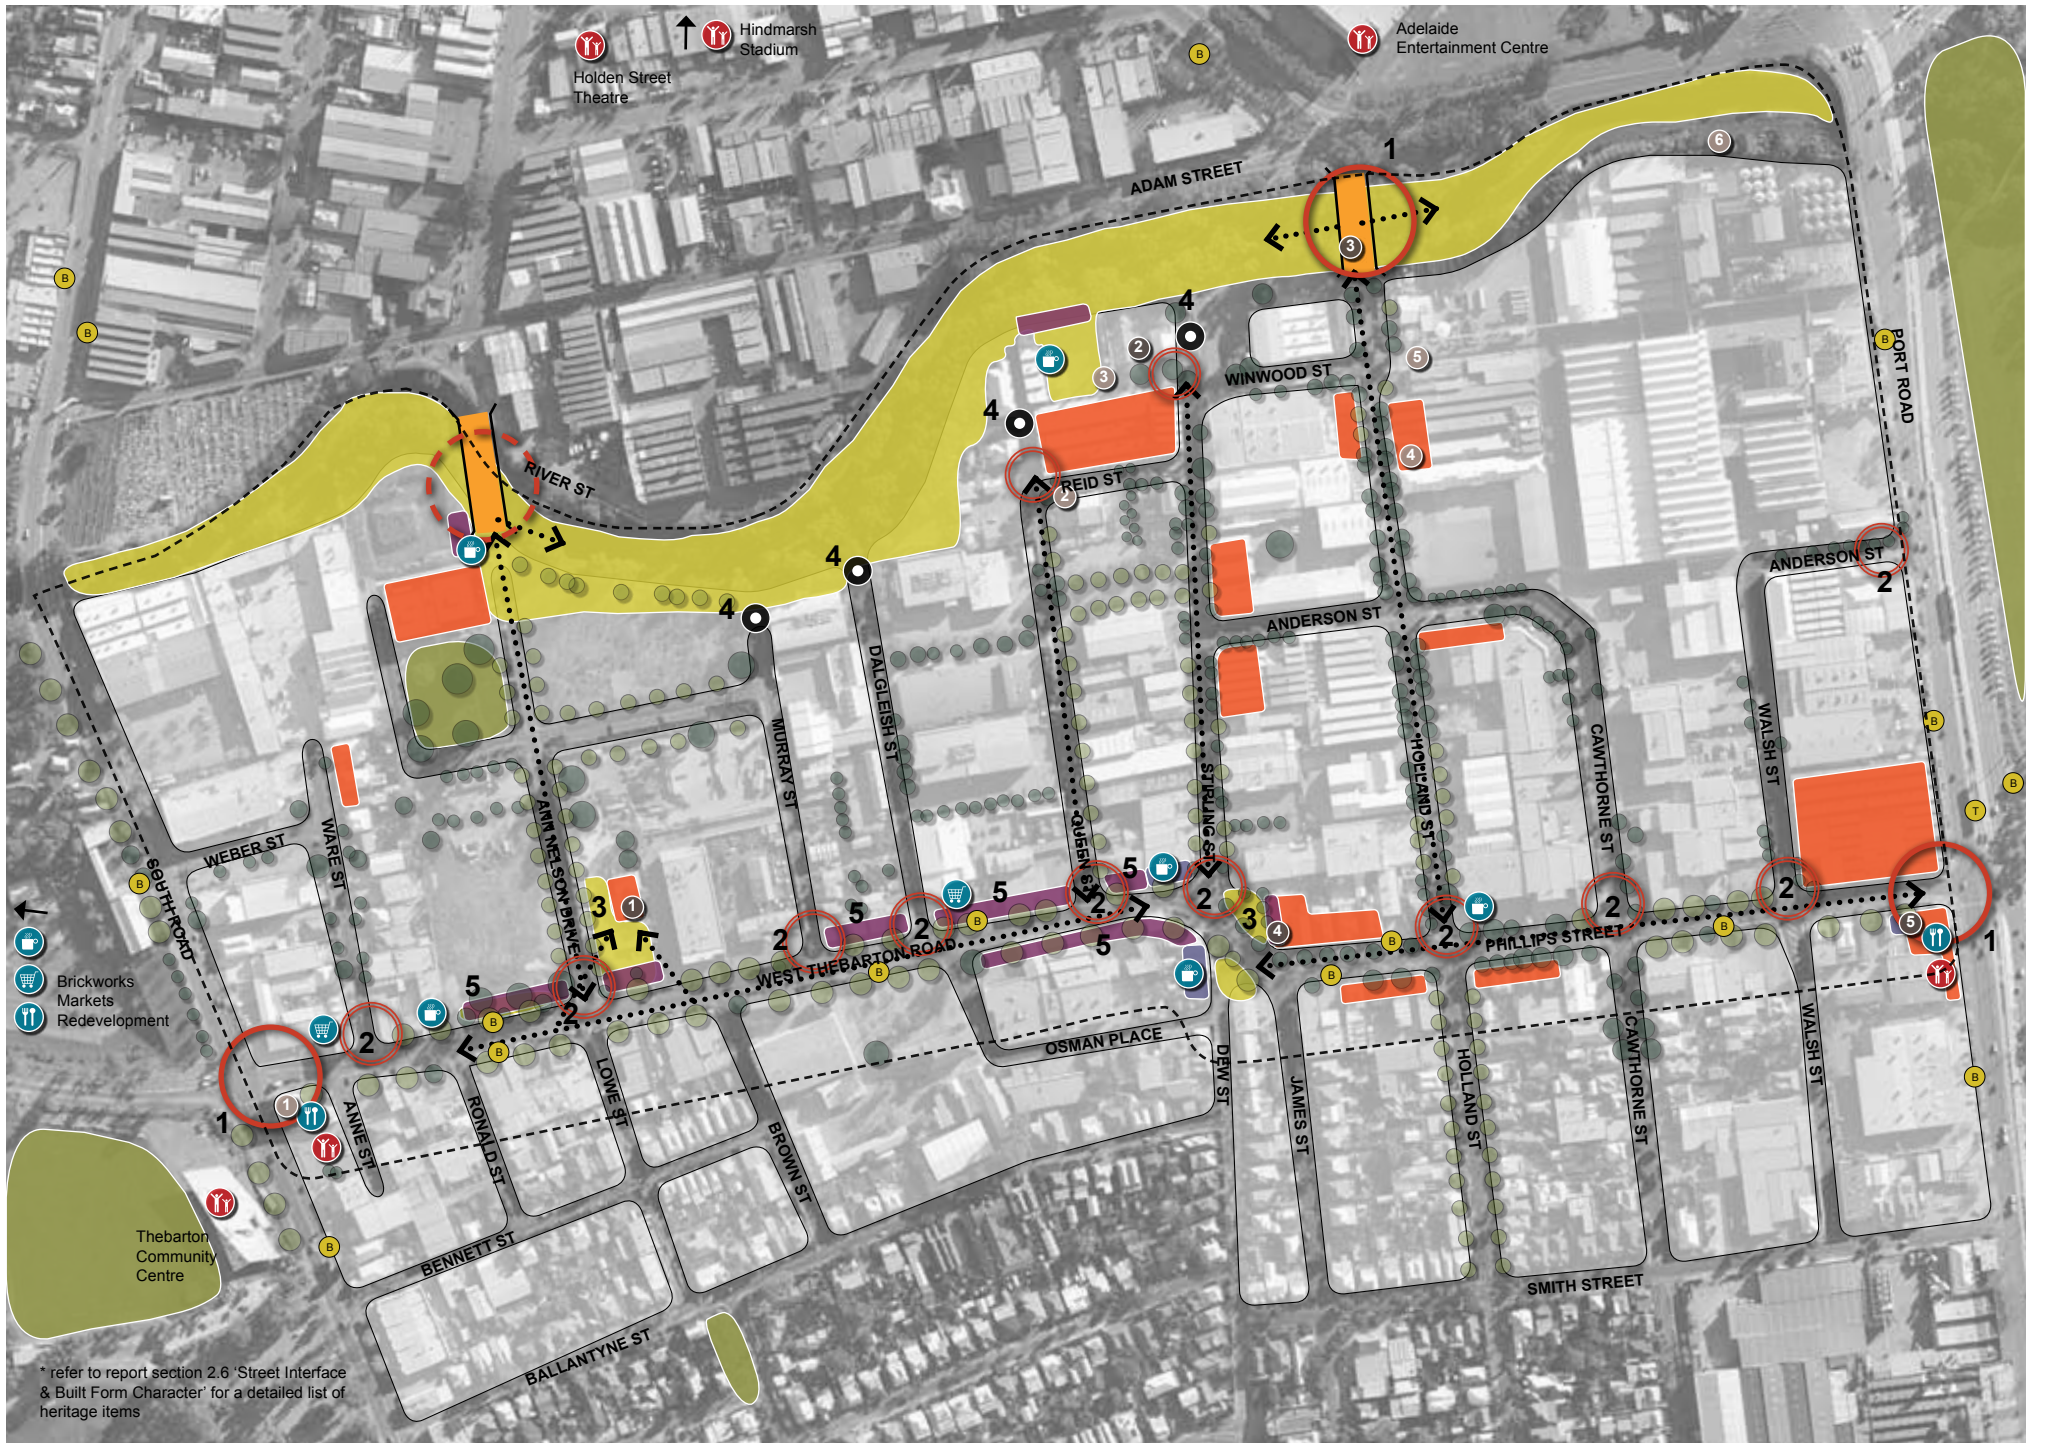 Hindmarsh
Stadium
Adelaide
Entertainment Centre
Holden Street
Theatre
B
6
1
ADAM STREET
3
B
B
4
2
3
5
B
PORT ROAD
WINWOOD ST
4
4
REID ST
2
RIVER ST
4
ANDERSON ST
2
4
ANDERSON ST
DALGLEISH ST
MURRAY ST
WALSH ST
B
CAWTHORNE ST
HOLLAND ST
STIRLING ST
QUEEN ST
B
T
ANN NELSON DRIVE
WEBER ST
WARE ST
SOUTH ROAD
B
3
1
5
5
5
2
2
2
2
2
2
3
4
2
2
B
B
B
5
1
WEST THEBARTON ROAD
PHILLIPS STREET
5
B
B
Brickworks
Markets
Redevelopment
5
2
B
2
B
OSMAN PLACE
DEW ST
JAMES ST
HOLLAND ST
CAWTHORNE ST
WALSH ST
B
LOWE ST
RONALD ST
ANNE ST
1
1
BROWN ST
Thebarton
Community
Centre
B
BENNETT ST
SMITH STREET
BALLANTYNE ST
* refer to report section 2.6 ‘Street Interface
& Built Form Character’ for a detailed list of
heritage items